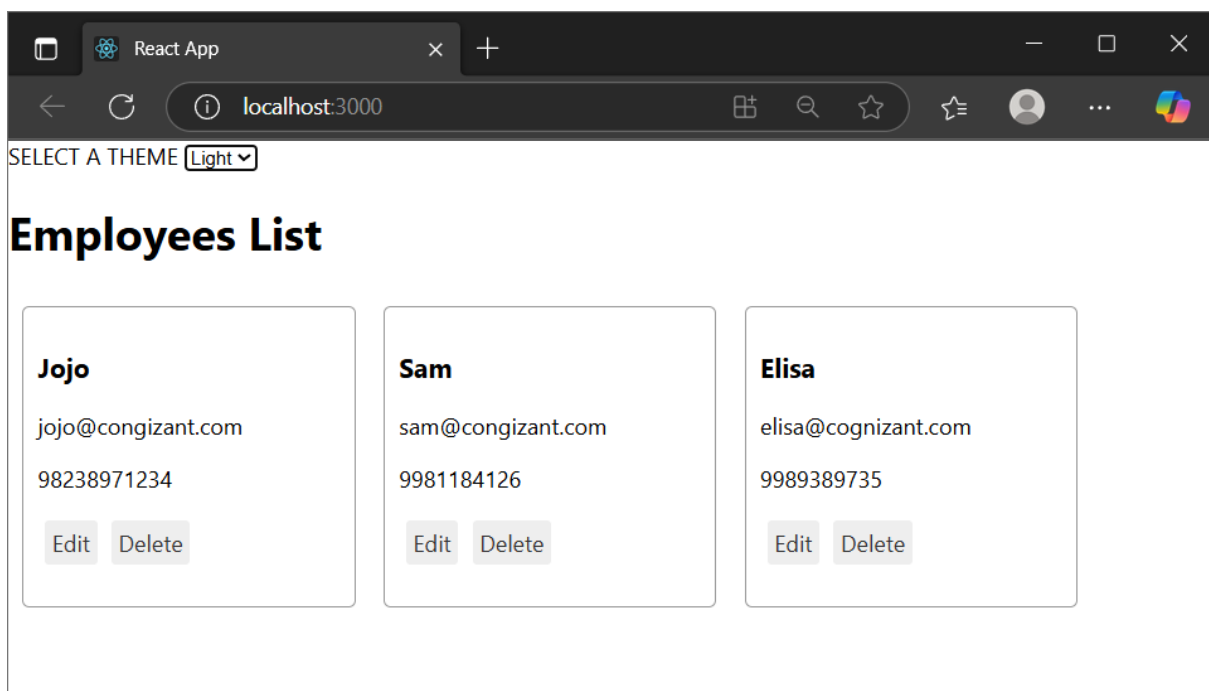 React App
localhost:3000
SELECT A THEME Light
Employees List
Jojo
jojo@congizant.com
98238971234
Edit Delete
Sam
sam@congizant.com
9981184126
Edit Delete
Elisa
elisa@cognizant.com
9989389735
Edit Delete